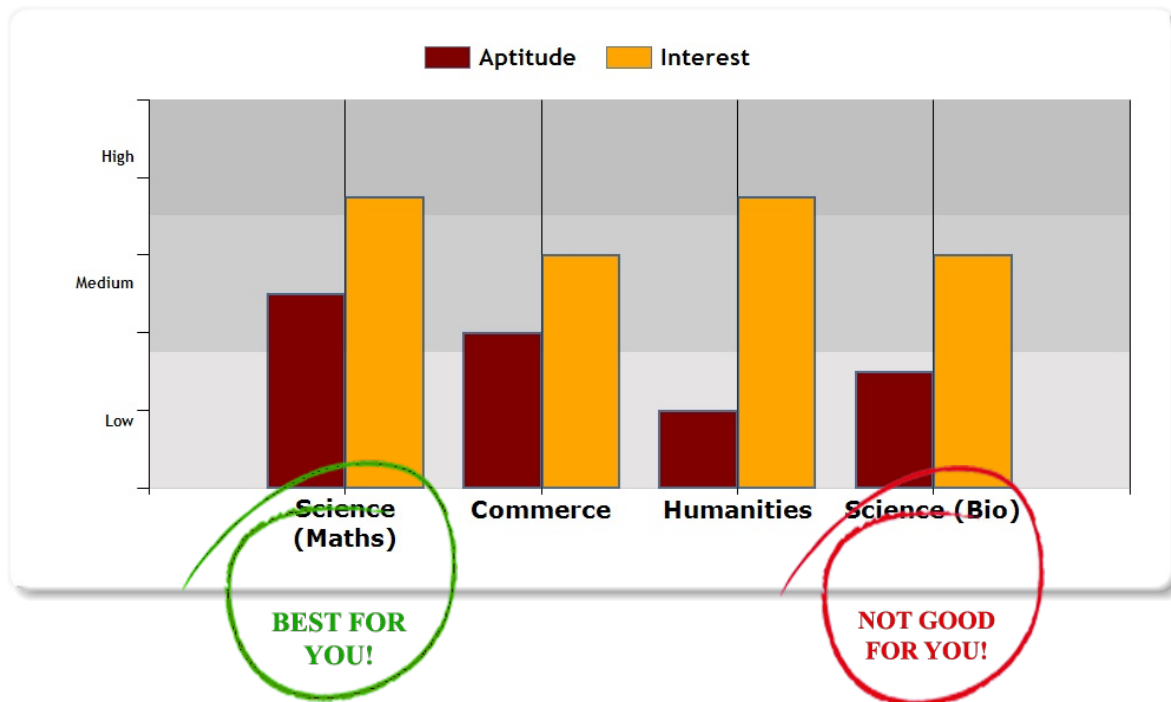 Aptitude Interest
High
Medium
Low
Science
(Maths)
Commerce
Humanities
Science (Bio)
BEST FOR
YOU!
NOT GOOD
FOR YOU!